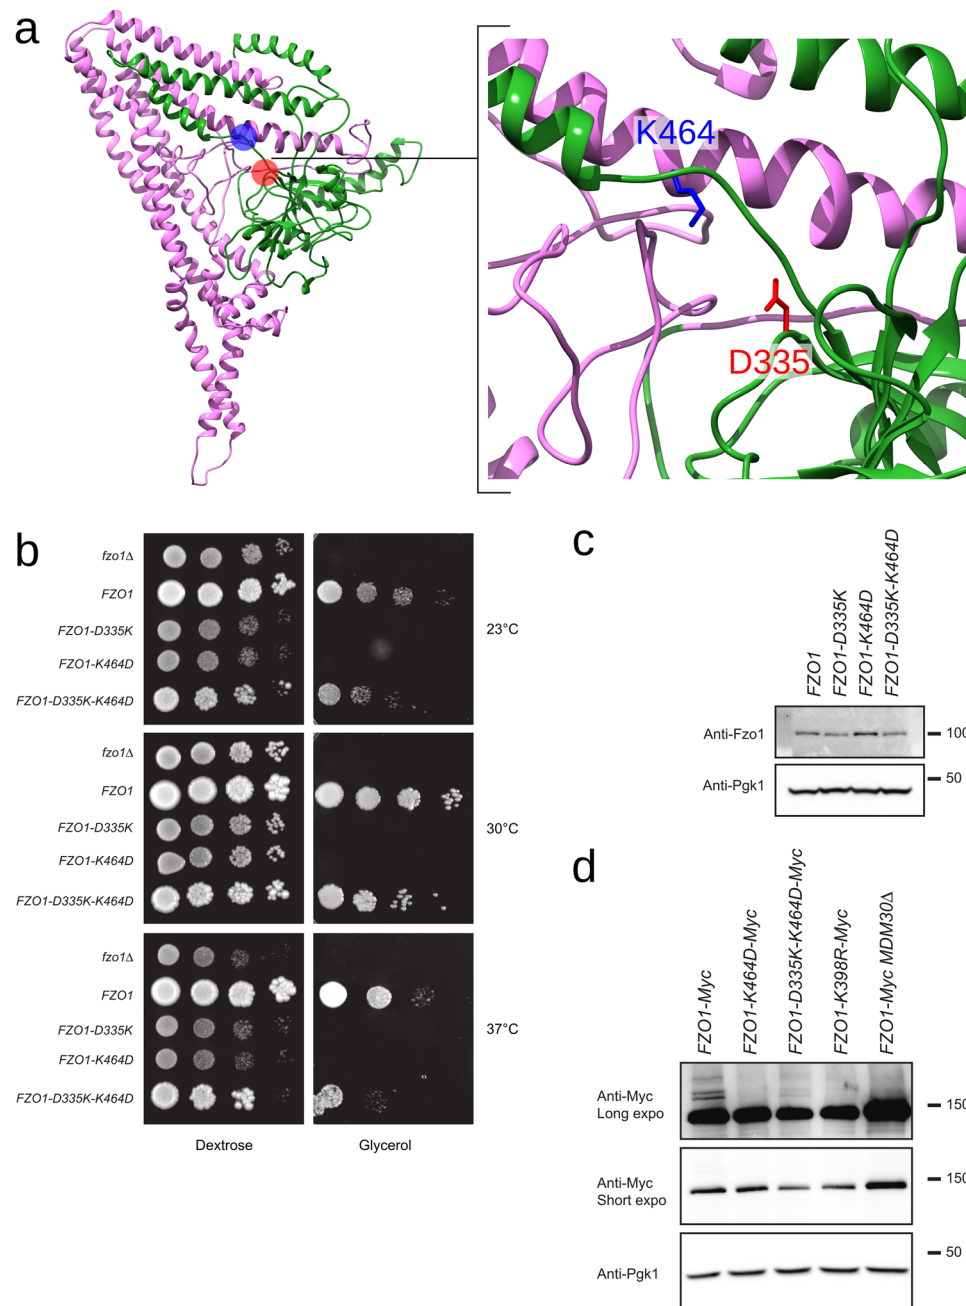 a
K464
D335
b
fzo1Δ
FZO1
FZO1-D335K
FZO1-K464D
FZO1-D335K-K464D
23°C
fzo1Δ
FZO1
FZO1-D335K
FZO1-K464D
FZO1-D335K-K464D
30°C
fzo1Δ
FZO1
FZO1-D335K
FZO1-K464D
FZO1-D335K-K464D
37°C
Dextrose
Glycerol
c
FZO1
FZO1-D335K
FZO1-K464D
FZO1-D335K-K464D
Anti-Fzo1
100
Anti-Pgk1
50
d
FZO1-Myc
FZO1-K464D-Myc
FZO1-D335K-K464D-Myc
FZO1-K398R-Myc
FZO1-Myc MDM30Δ
Anti-Myc
Long expo
150
Anti-Myc
Short expo
150
Anti-Pgk1
50